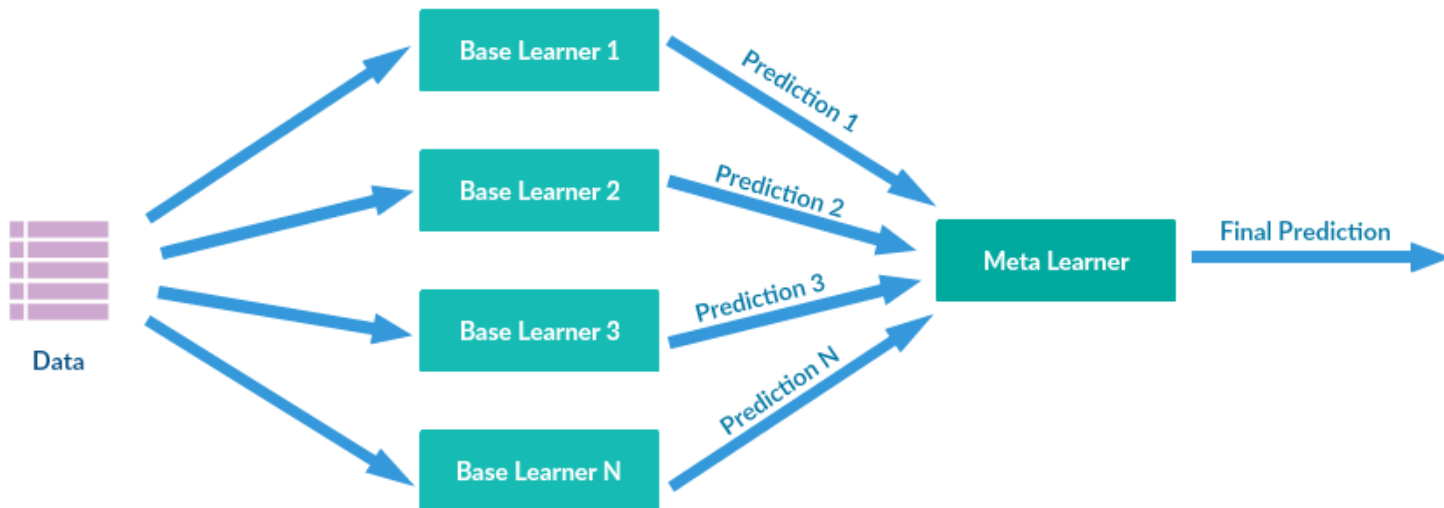 Data
Base Learner 1
Base Learner 2
Base Learner 3
Base Learner N
Prediction 1
Prediction 2
Prediction 3
Prediction N
Meta Learner
Final Prediction